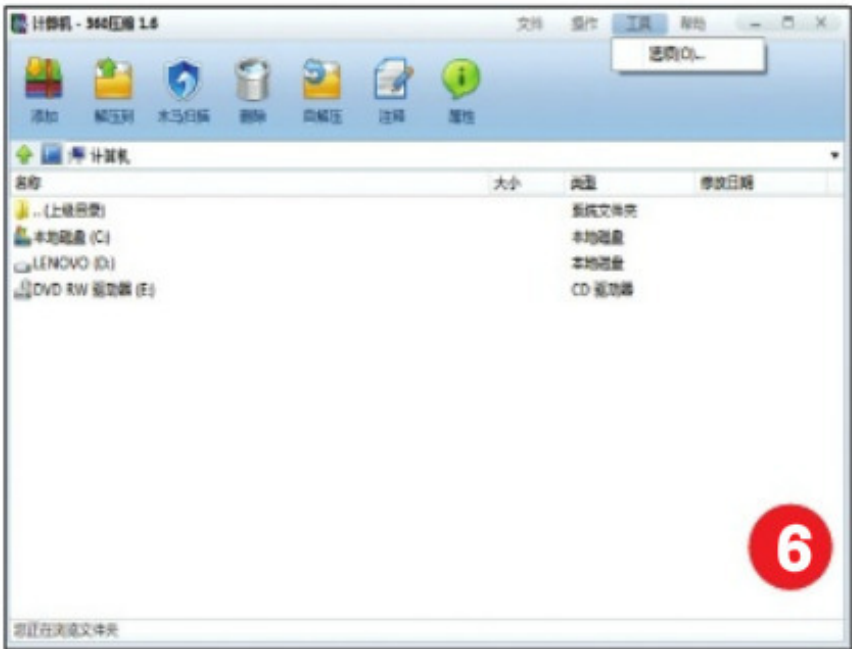 计算机 - 360压缩 1.6 文件 操作 工具 帮助
选项(O)...
添加 解压到 木马扫描 删除 自解压 注释 属性
计算机
名称 大小 类型 修改日期
..(上级目录) 系统文件夹
本地磁盘 (C:) 本地磁盘
LENOVO (D:) 本地磁盘
DVD RW 驱动器 (E:) CD 驱动器
6
您正在浏览文件夹